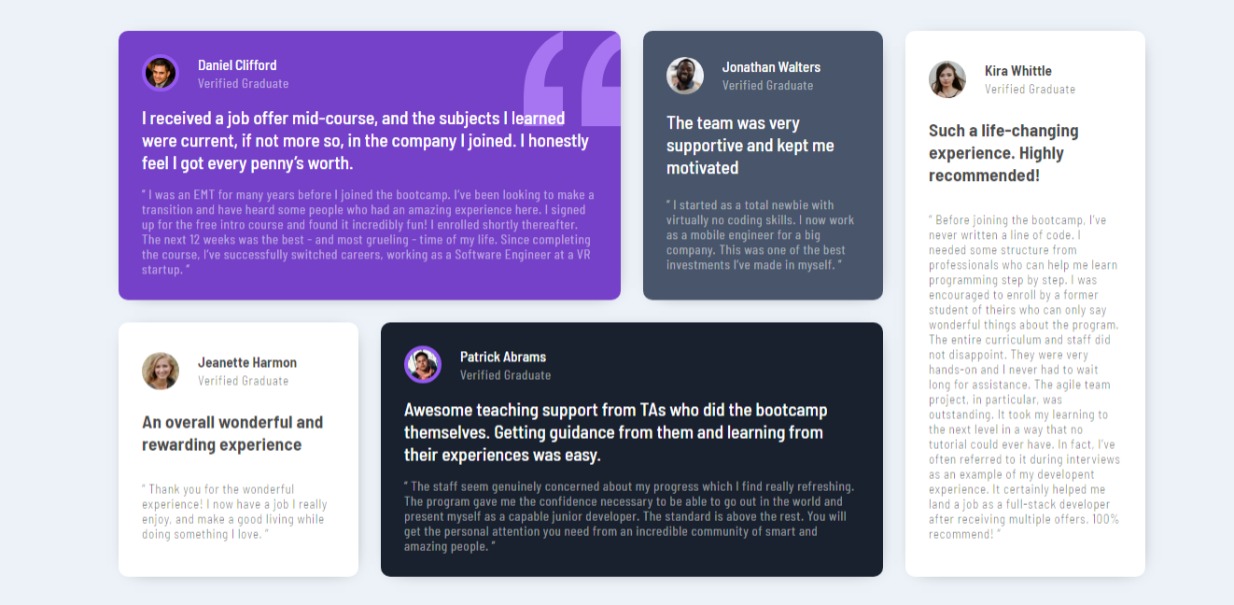 Daniel Clifford
Verified Graduate
I received a job offer mid-course, and the subjects I learned
were current, if not more so, in the company I joined. I honestly
feel I got every penny’s worth.
“ I was an EMT for many years before I joined the bootcamp. I’ve been looking to make a
transition and have heard some people who had an amazing experience here. I signed
up for the free intro course and found it incredibly fun! I enrolled shortly thereafter.
The next 12 weeks was the best - and most grueling - time of my life. Since completing
the course, I’ve successfully switched careers, working as a Software Engineer at a VR
startup. ”
Jonathan Walters
Verified Graduate
The team was very
supportive and kept me
motivated
“ I started as a total newbie with
virtually no coding skills. I now work
as a mobile engineer for a big
company. This was one of the best
investments I’ve made in myself. ”
Kira Whittle
Verified Graduate
Such a life-changing
experience. Highly
recommended!
“ Before joining the bootcamp, I’ve
never written a line of code. I
needed some structure from
professionals who can help me learn
programming step by step. I was
encouraged to enroll by a former
student of theirs who can only say
wonderful things about the program.
The entire curriculum and staff did
not disappoint. They were very
hands-on and I never had to wait
long for assistance. The agile team
project, in particular, was
outstanding. It took my learning to
the next level in a way that no
tutorial could ever have. In fact, I’ve
often referred to it during interviews
as an example of my developent
experience. It certainly helped me
land a job as a full-stack developer
after receiving multiple offers. 100%
recommend! ”
Jeanette Harmon
Verified Graduate
An overall wonderful and
rewarding experience
“ Thank you for the wonderful
experience! I now have a job I really
enjoy, and make a good living while
doing something I love. ”
Patrick Abrams
Verified Graduate
Awesome teaching support from TAs who did the bootcamp
themselves. Getting guidance from them and learning from
their experiences was easy.
“ The staff seem genuinely concerned about my progress which I find really refreshing.
The program gave me the confidence necessary to be able to go out in the world and
present myself as a capable junior developer. The standard is above the rest. You will
get the personal attention you need from an incredible community of smart and
amazing people. ”